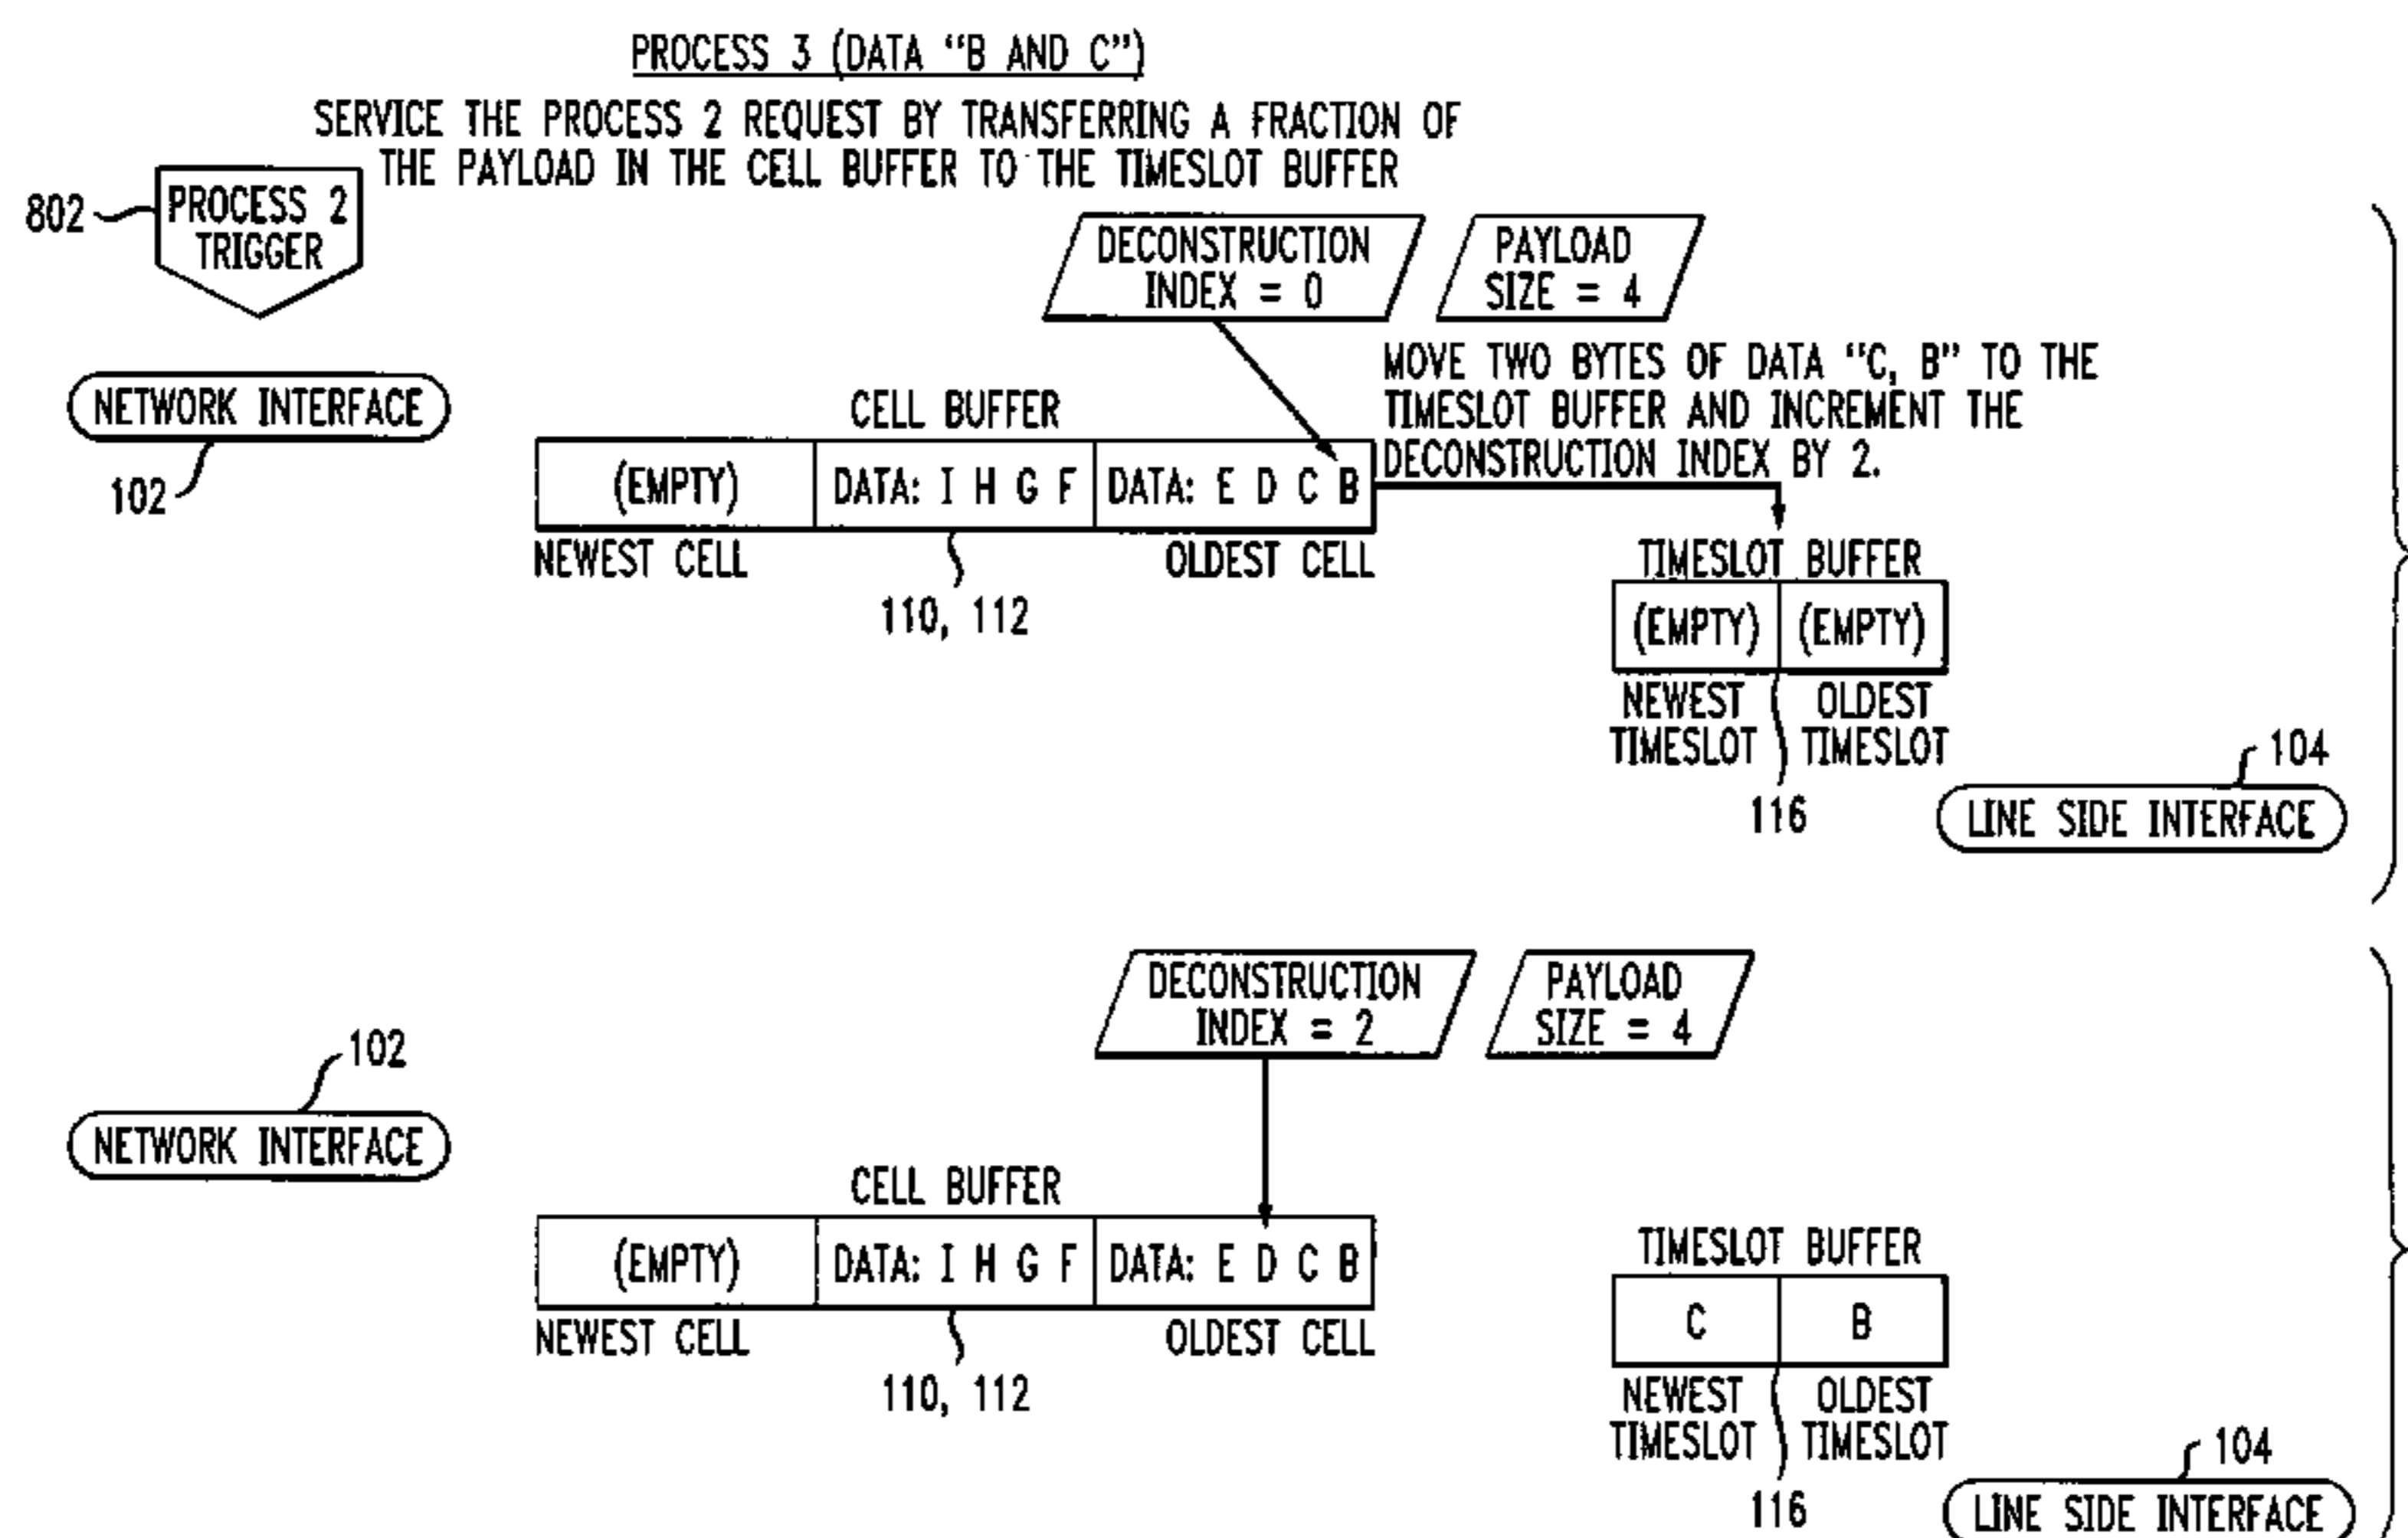 PROCESS 3 (DATA "B AND C")
SERVICE THE PROCESS 2 REQUEST BY TRANSFERRING A FRACTION OF
THE PAYLOAD IN THE CELL BUFFER TO THE TIMESLOT BUFFER
802
PROCESS 2
TRIGGER
DECONSTRUCTION
INDEX = 0
PAYLOAD
SIZE = 4
NETWORK INTERFACE
102
CELL BUFFER
MOVE TWO BYTES OF DATA "C, B" TO THE
TIMESLOT BUFFER AND INCREMENT THE
DECONSTRUCTION INDEX BY 2.
(EMPTY) DATA: I H G F DATA: E D C B
NEWEST CELL OLDEST CELL
110, 112
TIMESLOT BUFFER
(EMPTY) (EMPTY)
NEWEST TIMESLOT
OLDEST TIMESLOT
116
104
LINE SIDE INTERFACE
DECONSTRUCTION
INDEX = 2
PAYLOAD
SIZE = 4
102
NETWORK INTERFACE
CELL BUFFER
(EMPTY) DATA: I H G F DATA: E D C B
NEWEST CELL OLDEST CELL
110, 112
TIMESLOT BUFFER
C B
NEWEST TIMESLOT
OLDEST TIMESLOT
116
104
LINE SIDE INTERFACE